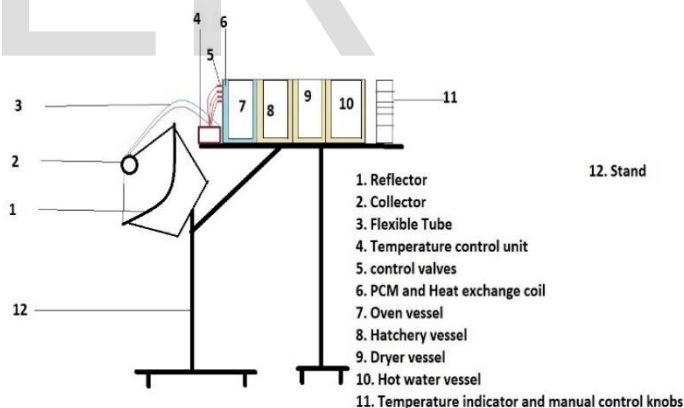 4 6
5
3
7 8 9 10
11
2
1
12
1. Reflector
2. Collector
3. Flexible Tube
4. Temperature control unit
5. control valves
6. PCM and Heat exchange coil
7. Oven vessel
8. Hatchery vessel
9. Dryer vessel
10. Hot water vessel
11. Temperature indicator and manual control knobs
12. Stand